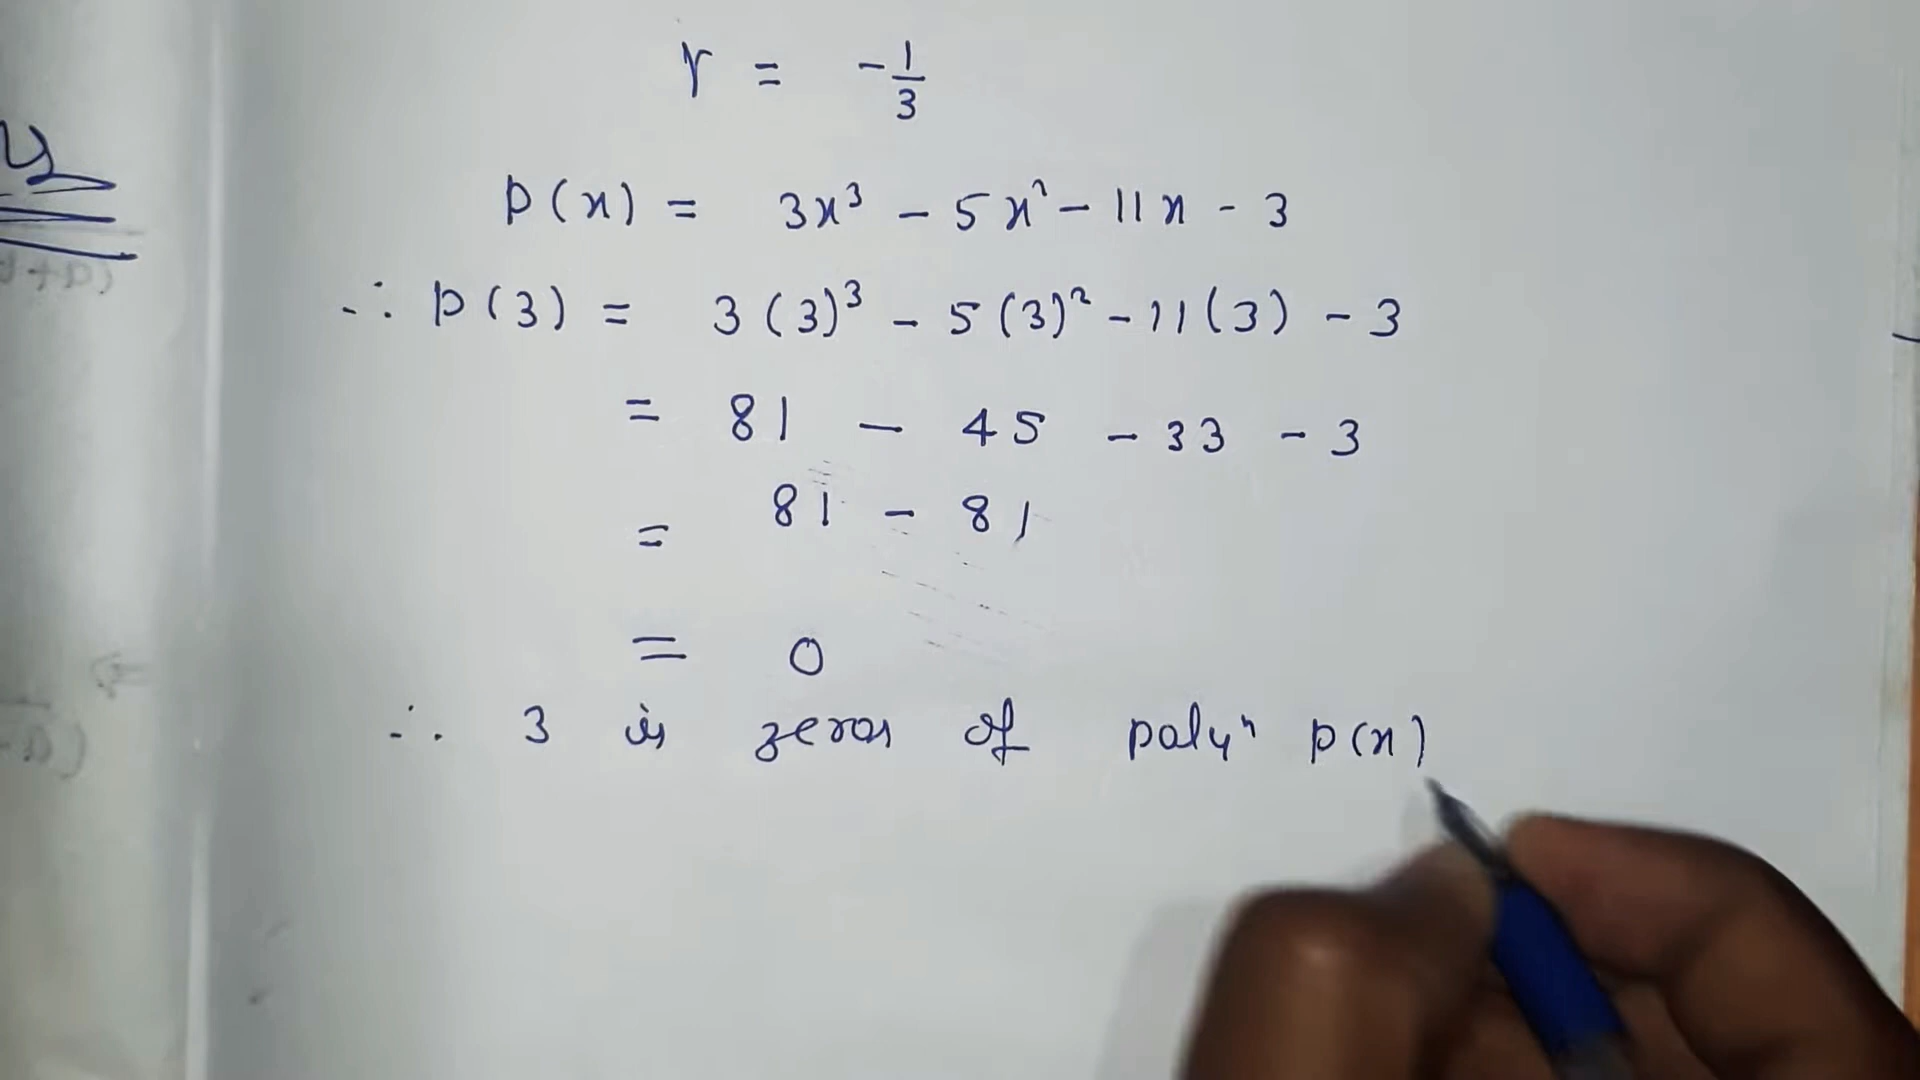 γ = -1/3
p(x) = 3x³ - 5x² - 11x - 3
∴ p(3) = 3(3)³ - 5(3)² - 11(3) - 3
= 81 - 45 - 33 - 3
= 81 - 81
= 0
∴ 3 is zeros of polyⁿ p(x)